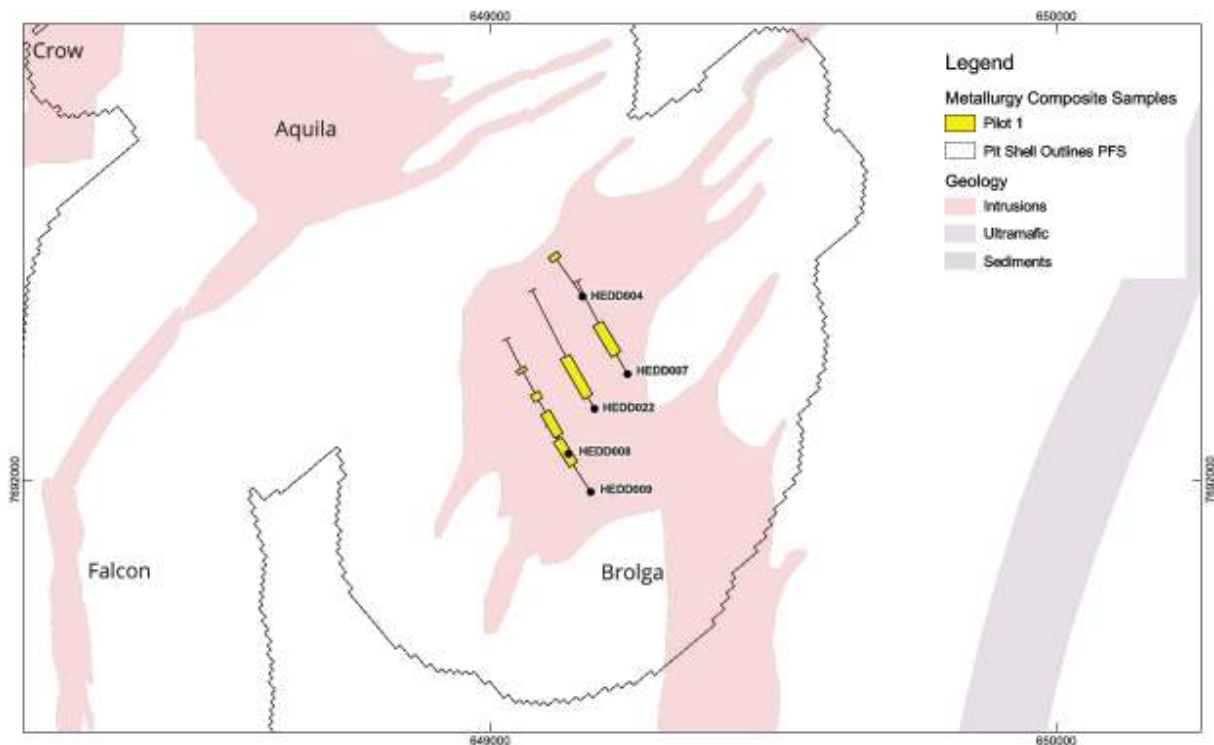 649000
650000
Crow
Aquila
Legend
Metallurgy Composite Samples
Pilot 1
Pit Shell Outlines PFS
Geology
Intrusions
Ultramafic
Sediments
HEDD004
HEDD007
HEDD022
HEDD008
HEDD009
7692000
7692000
Falcon
Brolga
649000
650000